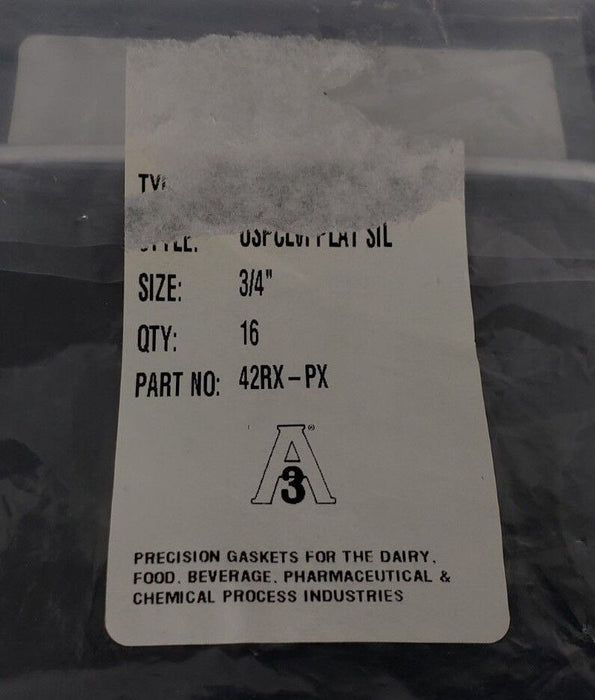 SIZE: 3/4"
QTY: 16
PART NO: 42RX-PX
A ®
3
PRECISION GASKETS FOR THE DAIRY,
FOOD, BEVERAGE, PHARMACEUTICAL &
CHEMICAL PROCESS INDUSTRIES